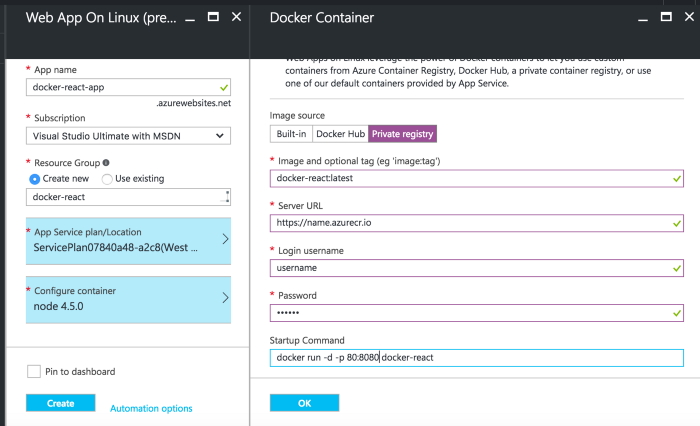 Web App On Linux (pre...
* App name
docker-react-app
.azurewebsites.net
* Subscription
Visual Studio Ultimate with MSDN
* Resource Group
Create new Use existing
docker-react
* App Service plan/Location
ServicePlan07840a48-a2c8(West ...
* Configure container
node 4.5.0
Pin to dashboard
Create
Automation options
Docker Container
Web Apps on Linux leverage the power of Docker containers to let you use custom
containers from Azure Container Registry, Docker Hub, a private container registry, or use
one of our default containers provided by App Service.
Image source
Built-in Docker Hub Private registry
* Image and optional tag (eg 'image:tag')
docker-react:latest
* Server URL
https://name.azurecr.io
* Login username
username
* Password
••••••
Startup Command
docker run -d -p 80:8080 docker-react
OK